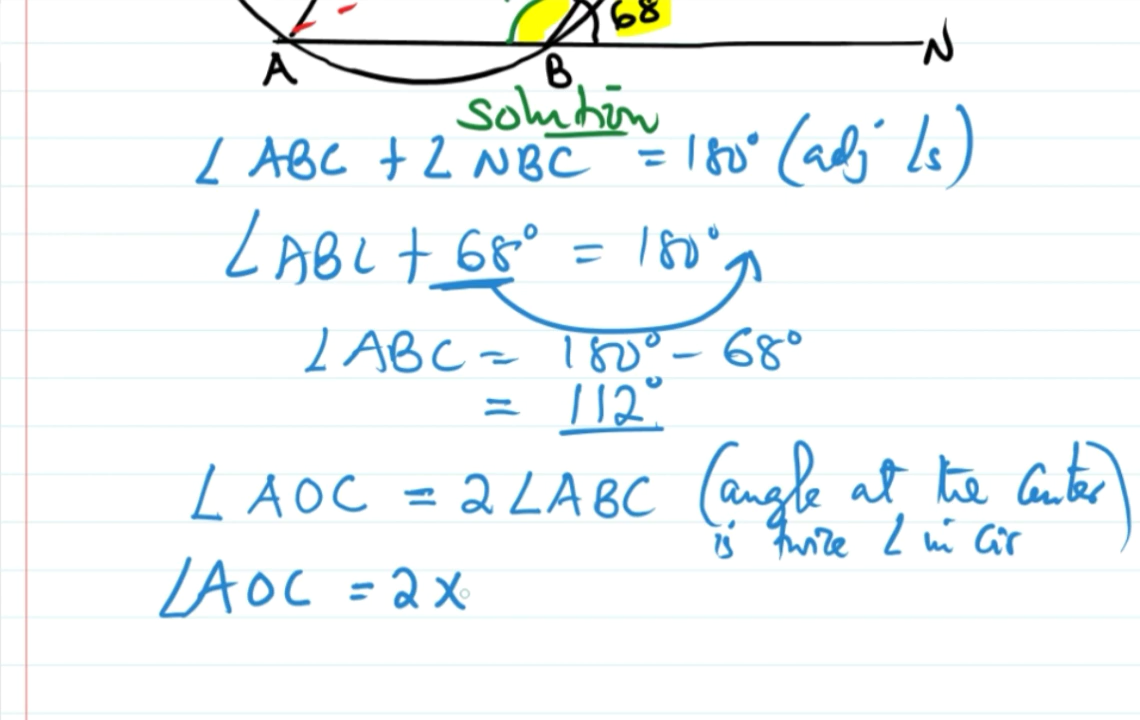 68
A B N
Solution
∠ABC + ∠NBC = 180° (adj ∠s)
∠ABC + 68° = 180°
∠ABC = 180° - 68°
= 112°
∠AOC = 2∠ABC (angle at the Center
is twice ∠ in Cir)
∠AOC = 2 x